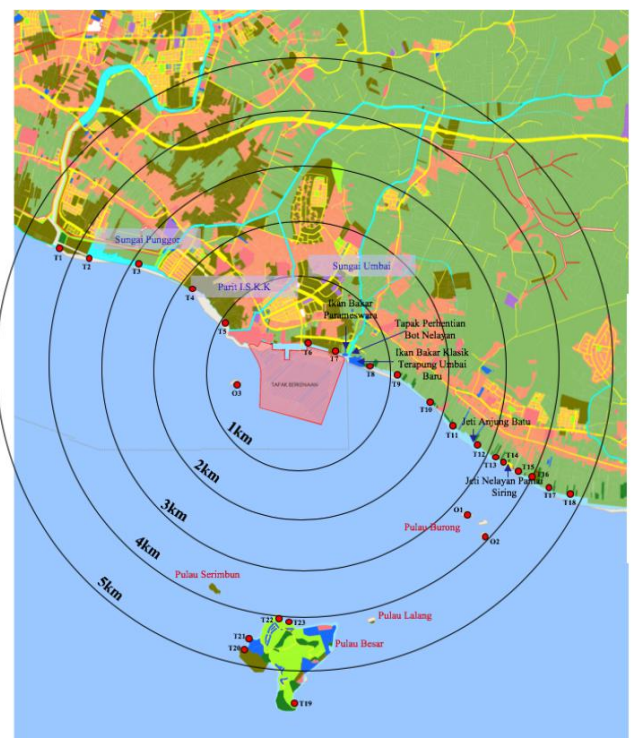 Sungai Punggor
T1
T2
T3
Sungai Umbai
Parit I.S.K.K
T4
Ikan Bakar
Parameswara
Tapak Perhentian
Bot Nelayan
T5
T6
T7
Ikan Bakar Klasik
Terapung Umbai
Baru
T8
T9
O3
TAPAK
T10
1km
Jeti Anjung Batu
T11
T12
T13
T14
T15
T16
2km
Jeti Nelayan Pantai
Siring
T17
T18
3km
O1
Pulau Burong
O2
4km
Pulau Serimbun
5km
Pulau Lalang
T22
T23
T21
Pulau Besar
T20
T19